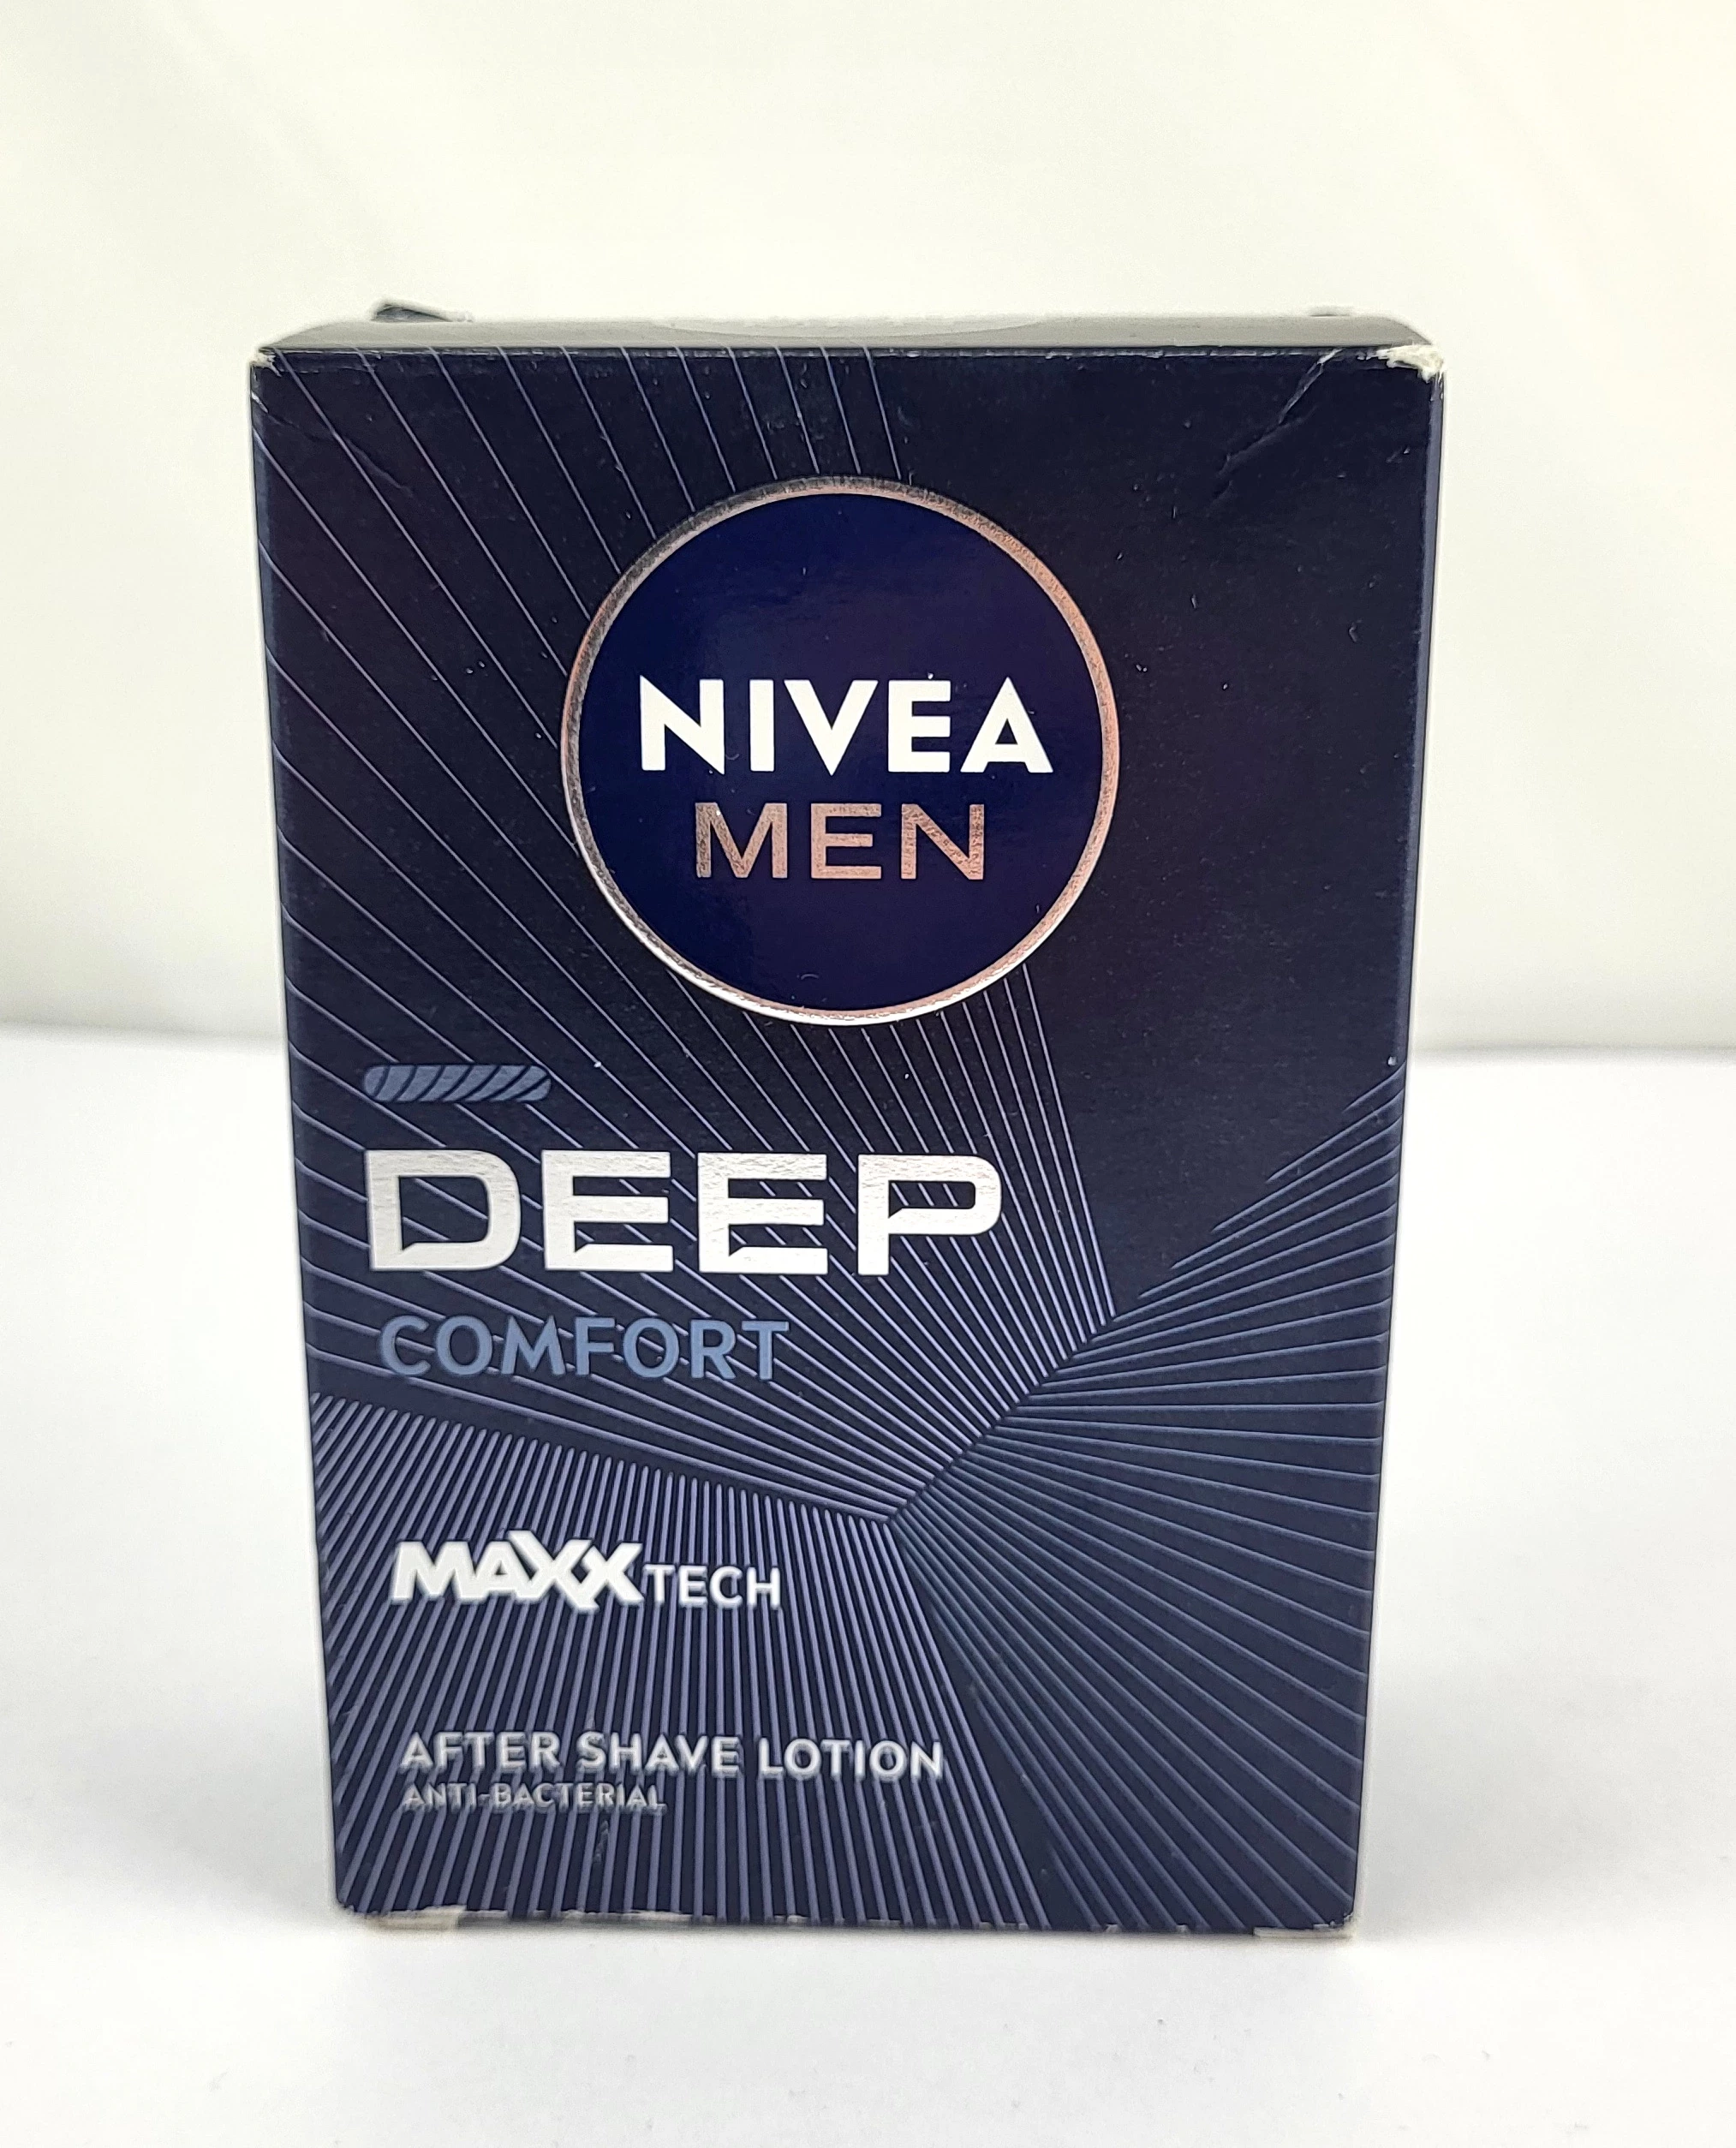 NIVEA
MEN
DEEP
COMFORT
MAXXTECH
AFTER SHAVE LOTION
ANTI-BACTERIAL